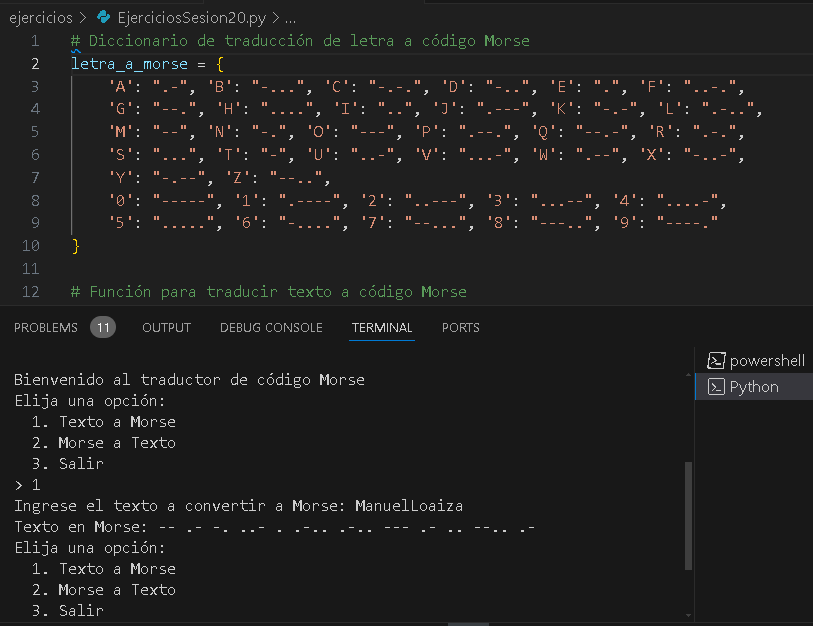 ejercicios > EjerciciosSesion20.py > ...
1 # Diccionario de traducción de letra a código Morse
2 letra_a_morse = {
3 'A': ".-", 'B': "-...", 'C': "-.-.", 'D': "-..", 'E': ".", 'F': "..-.",
4 'G': "--.", 'H': "....", 'I': "..", 'J': ".---", 'K': "-.-", 'L': ".-..",
5 'M': "--", 'N': "-.", 'O': "---", 'P': ".--.", 'Q': "--.-", 'R': ".-.",
6 'S': "...", 'T': "-", 'U': "..-", 'V': "...-", 'W': ".--", 'X': "-..-",
7 'Y': "-.--", 'Z': "--..",
8 '0': "-----", '1': ".----", '2': "..---", '3': "...--", '4': "....-",
9 '5': ".....", '6': "-....", '7': "--...", '8': "---..", '9': "----."
10 }
11
12 # Función para traducir texto a código Morse
PROBLEMS 11 OUTPUT DEBUG CONSOLE TERMINAL PORTS
powershell
Python
Bienvenido al traductor de código Morse
Elija una opción:
1. Texto a Morse
2. Morse a Texto
3. Salir
> 1
Ingrese el texto a convertir a Morse: ManuelLoaiza
Texto en Morse: -- .- -. ..- . .-.. .-.. --- .- .. --.. .-
Elija una opción:
1. Texto a Morse
2. Morse a Texto
3. Salir